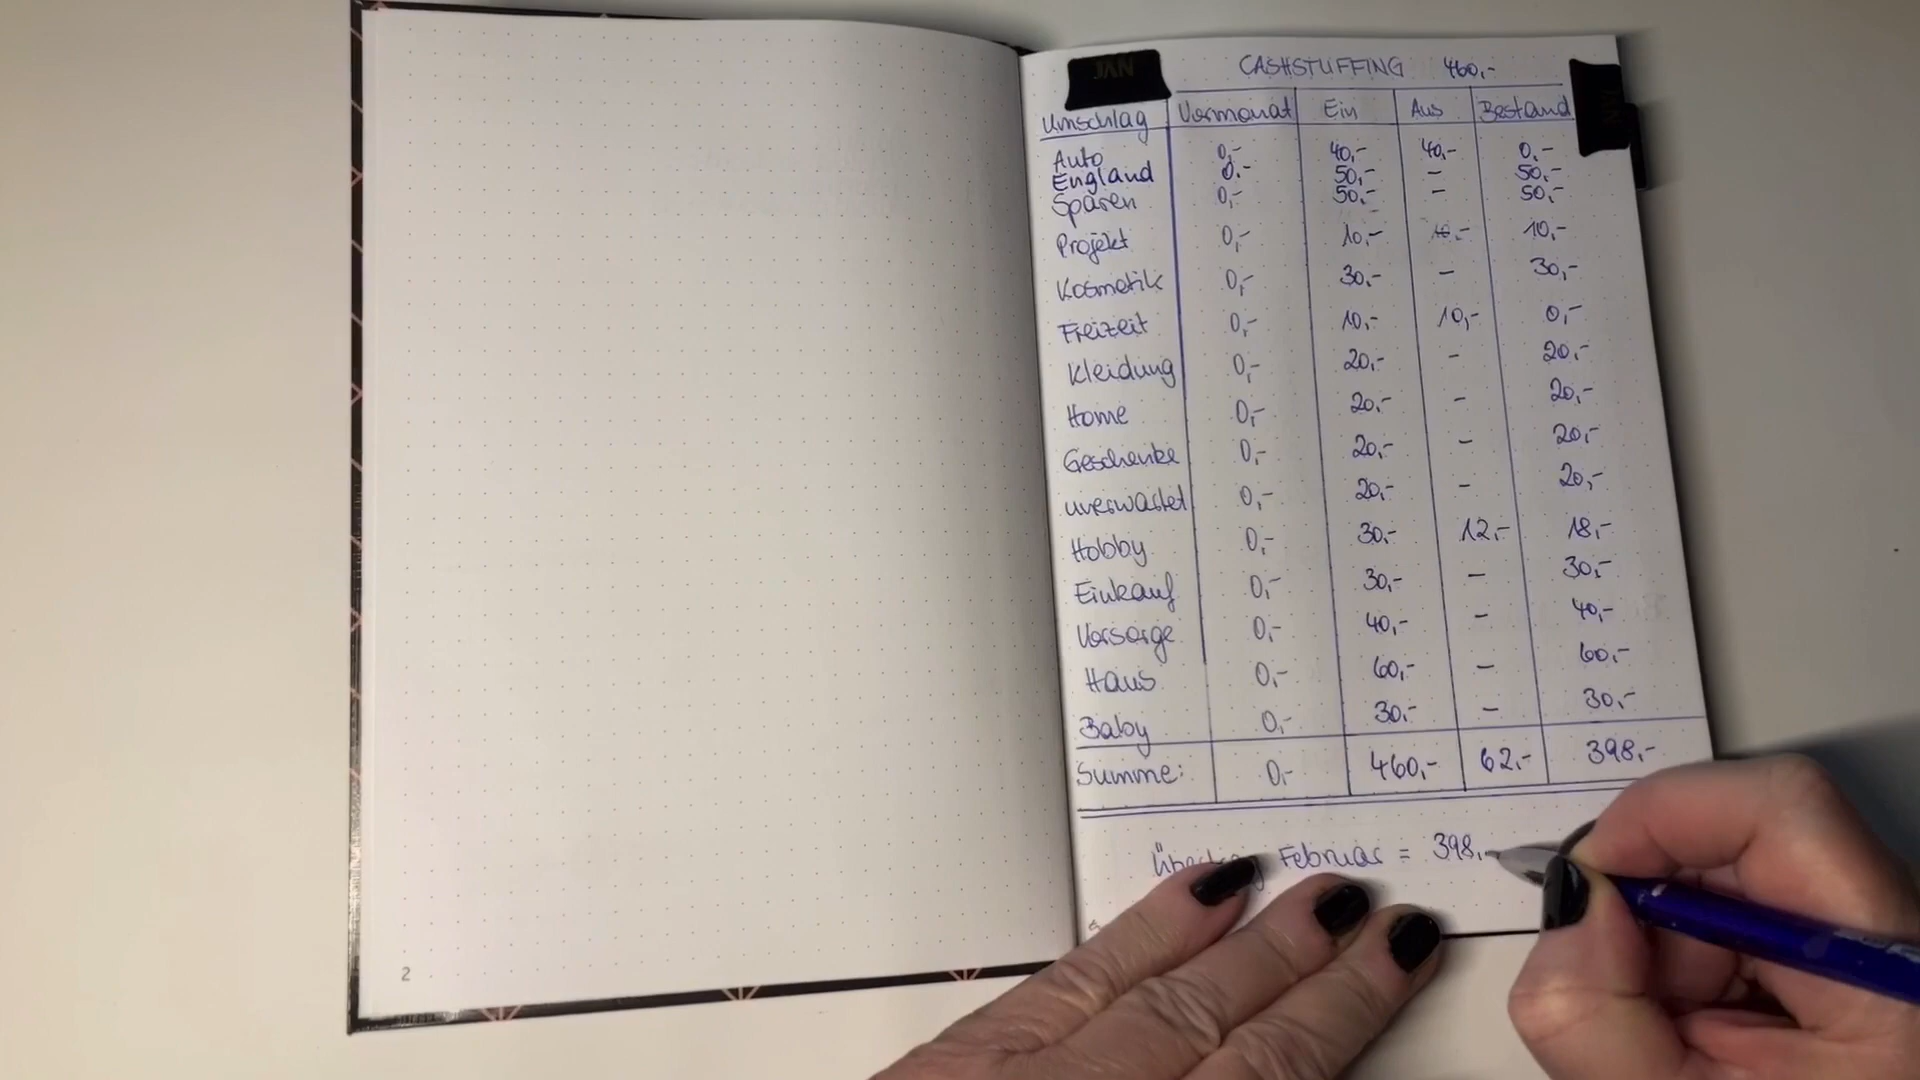 CASHSTUFFING 460,-
Umschlag Vormonat Ein Aus Bestand
Auto 0,- 40,- 40,- 0,-
England 0,- 50,- - 50,-
Sparen 0,- 50,- - 50,-
Projekt 0,- 10,- 10,- 10,-
Kosmetik 0,- 30,- - 30,-
Freizeit 0,- 10,- 10,- 0,-
Kleidung 0,- 20,- - 20,-
Home 0,- 20,- - 20,-
Geschenke 0,- 20,- - 20,-
unerwartet 0,- 20,- - 20,-
Hobby 0,- 30,- 12,- 18,-
Einkauf 0,- 30,- - 30,-
Vorsorge 0,- 40,- - 40,-
Haus 0,- 60,- - 60,-
Baby 0,- 30,- - 30,-
Summe: 0,- 460,- 62,- 398,-
Februar = 398,-
2